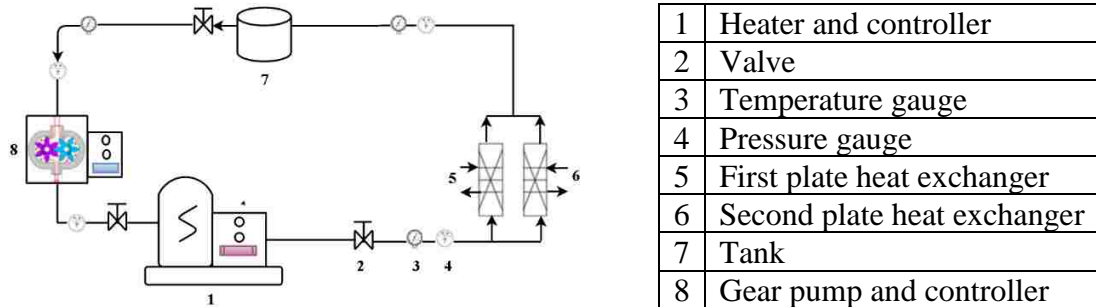 7
8
5
6
2
3
4
1
1 Heater and controller
2 Valve
3 Temperature gauge
4 Pressure gauge
5 First plate heat exchanger
6 Second plate heat exchanger
7 Tank
8 Gear pump and controller